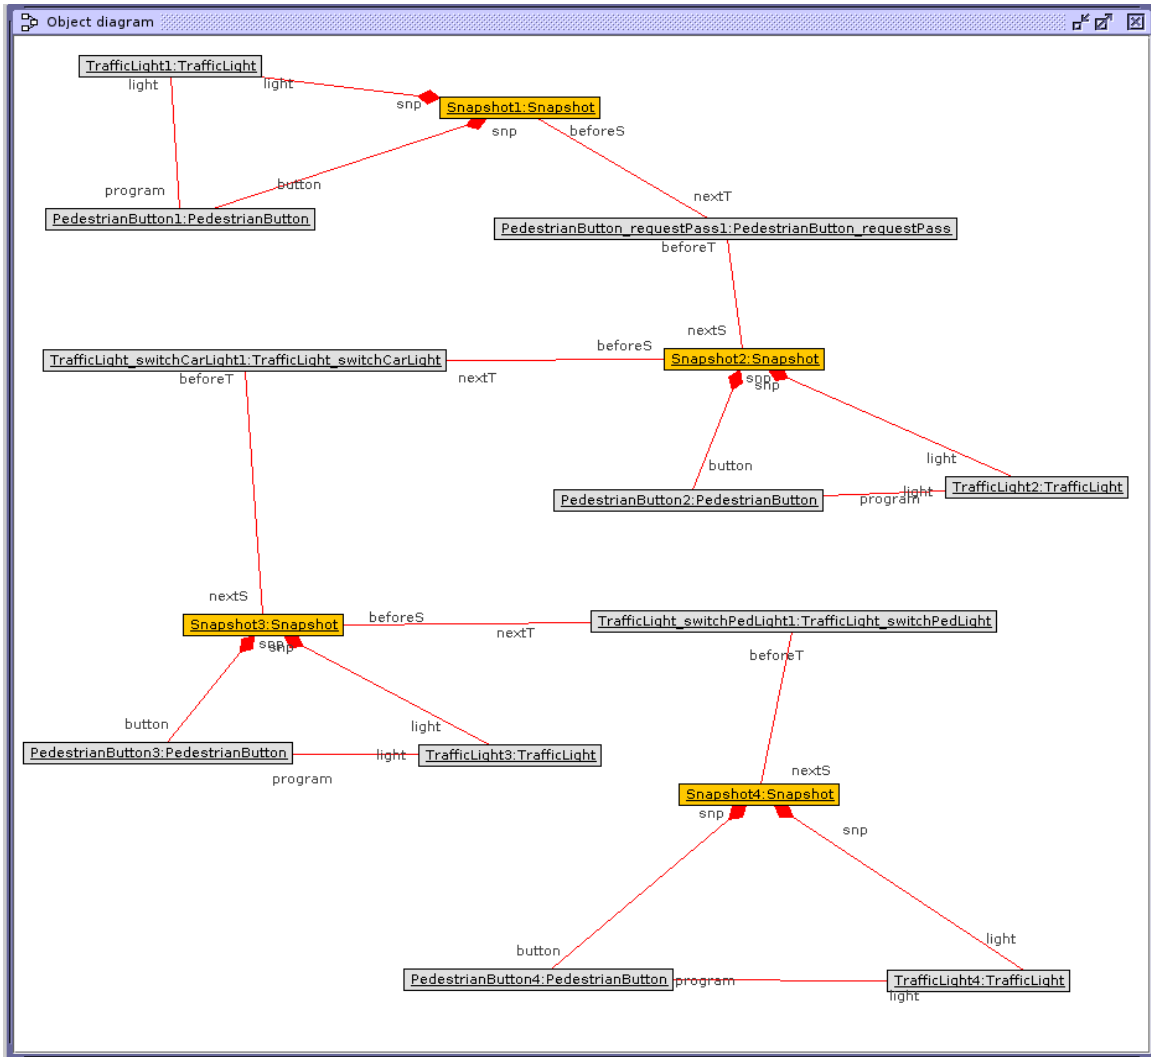 Object diagram
TrafficLight1:TrafficLight
light
light
snp
Snapshot1:Snapshot
snp
beforeS
program
button
nextT
PedestrianButton1:PedestrianButton
PedestrianButton_requestPass1:PedestrianButton_requestPass
beforeT
nextS
TrafficLight_switchCarLight1:TrafficLight_switchCarLight
beforeS
Snapshot2:Snapshot
beforeT
nextT
snp
snp
button
light
PedestrianButton2:PedestrianButton
program
light
TrafficLight2:TrafficLight
nextS
Snapshot3:Snapshot
beforeS
nextT
TrafficLight_switchPedLight1:TrafficLight_switchPedLight
snp
snp
beforeT
button
light
PedestrianButton3:PedestrianButton
light
TrafficLight3:TrafficLight
program
nextS
Snapshot4:Snapshot
snp
snp
button
light
PedestrianButton4:PedestrianButton
program
TrafficLight4:TrafficLight
light